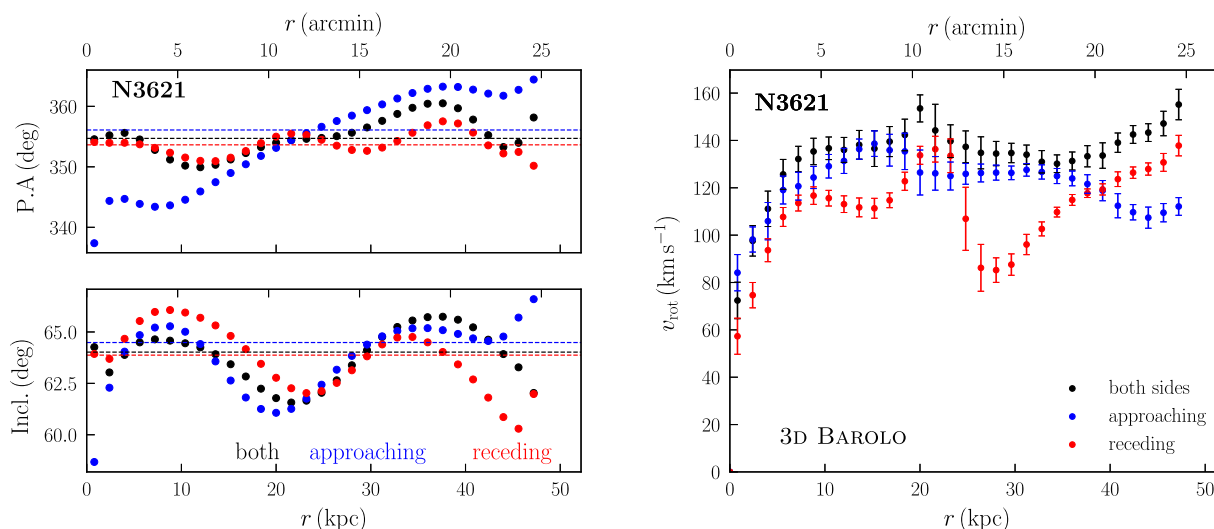 r (arcmin)
0 5 10 15 20 25
N3621
360
350
340
P.A (deg)
65.0
62.5
60.0
Incl. (deg)
both approaching receding
0 10 20 30 40 50
r (kpc)
r (arcmin)
0 5 10 15 20 25
N3621
160
140
120
100
80
60
40
20
0
v_rot (km s⁻¹)
both sides
approaching
receding
3D BAROLO
0 10 20 30 40 50
r (kpc)